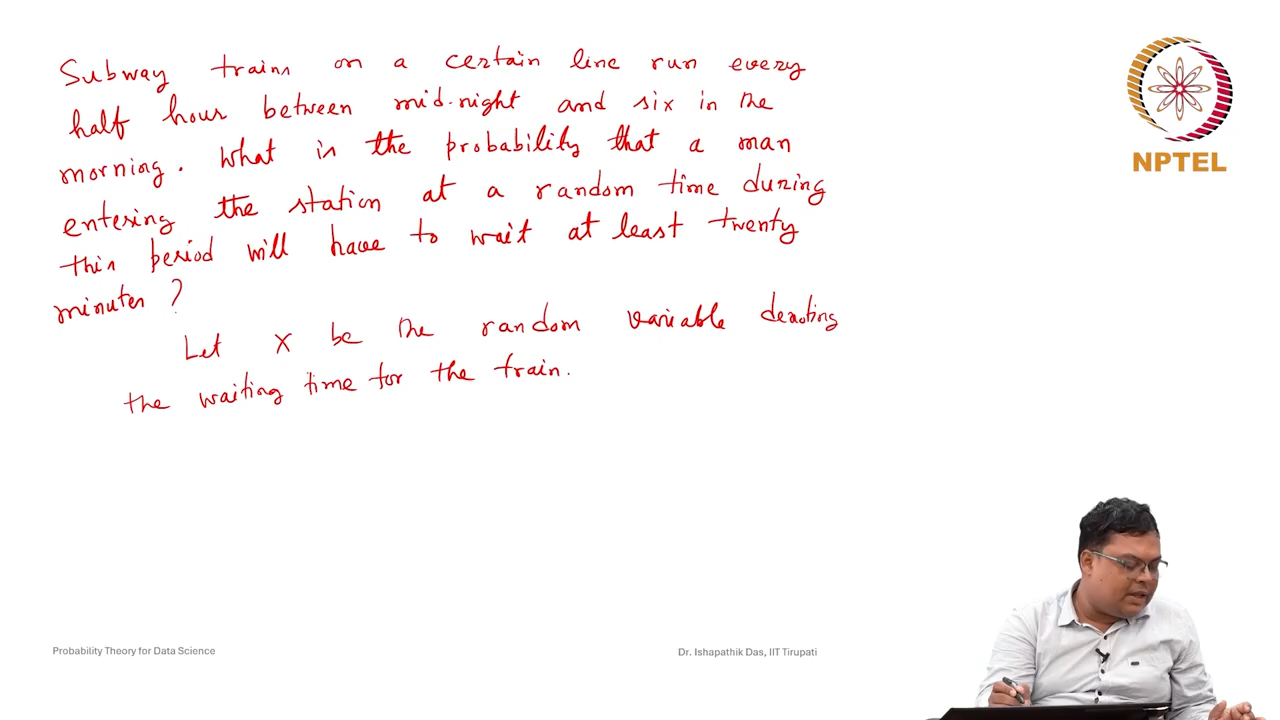 Subway trains on a certain line run every
half hour between mid-night and six in the
morning. What is the probability that a man
entering the station at a random time during
this period will have to wait at least twenty
minutes ?
Let X be the random variable denoting
the waiting time for the train.
NPTEL
Probability Theory for Data Science
Dr. Ishapathik Das, IIT Tirupati